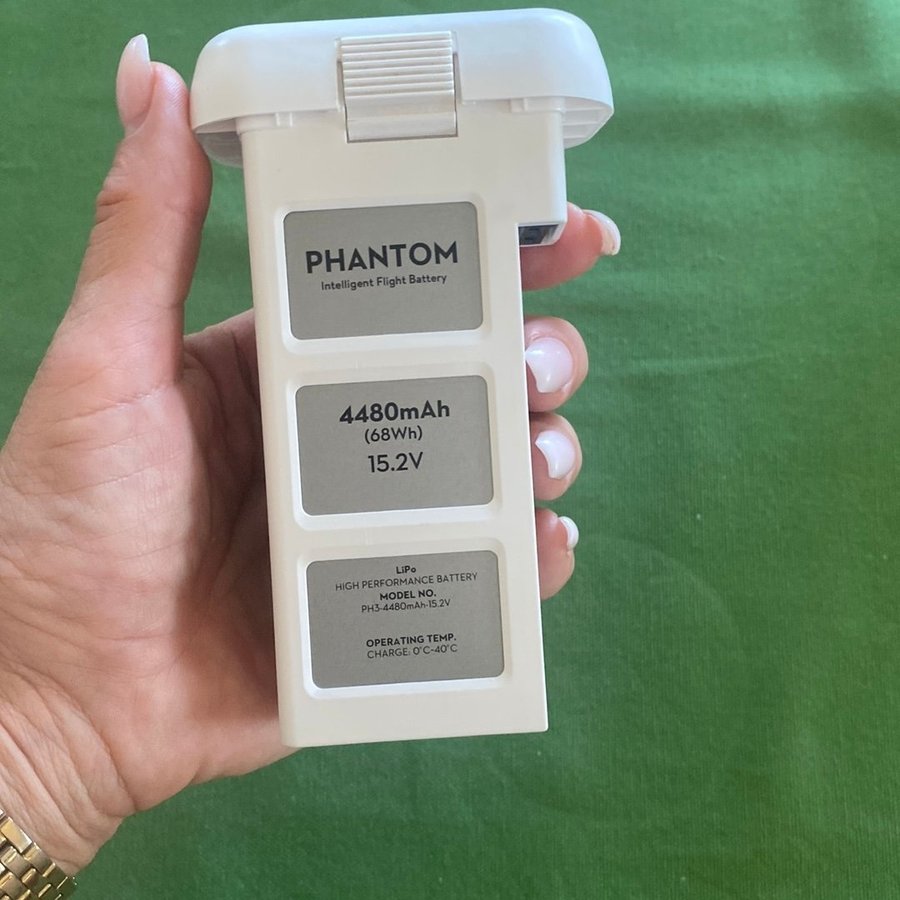 PHANTOM
Intelligent Flight Battery
4480mAh
(68Wh)
15.2V
LiPo
HIGH PERFORMANCE BATTERY
MODEL NO.
PH3-4480mAh-15.2V
OPERATING TEMP.
CHARGE: 0°C-40°C